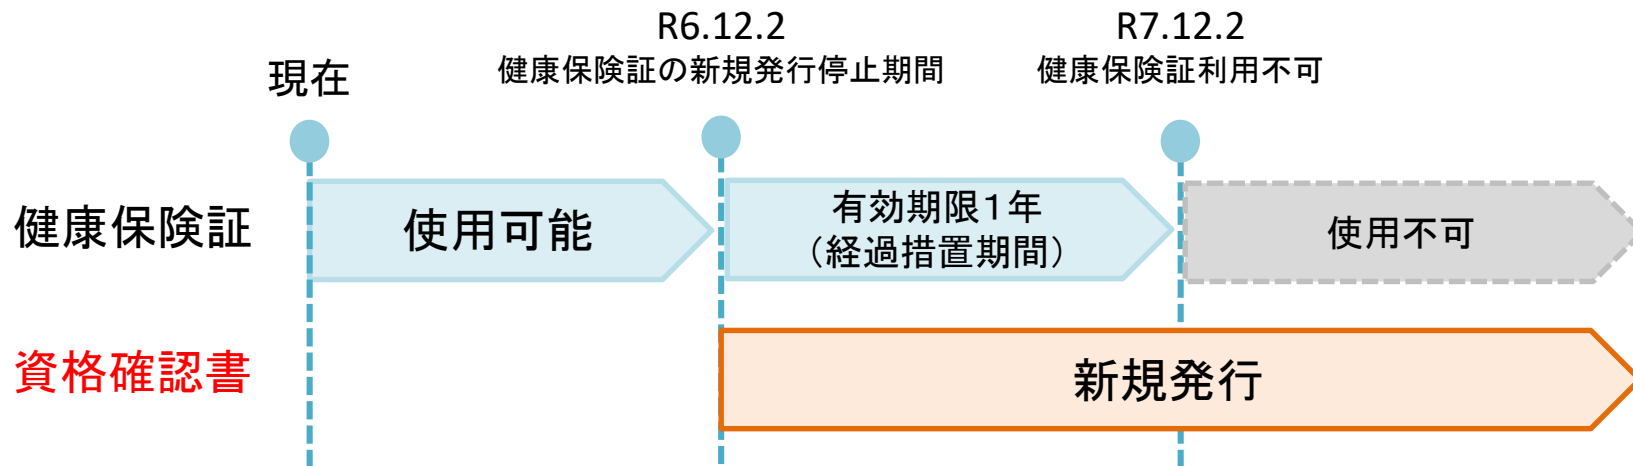 現在
R6.12.2
健康保険証の新規発行停止期間
R7.12.2
健康保険証利用不可
健康保険証
使用可能
有効期限1年
（経過措置期間）
使用不可
資格確認書
新規発行